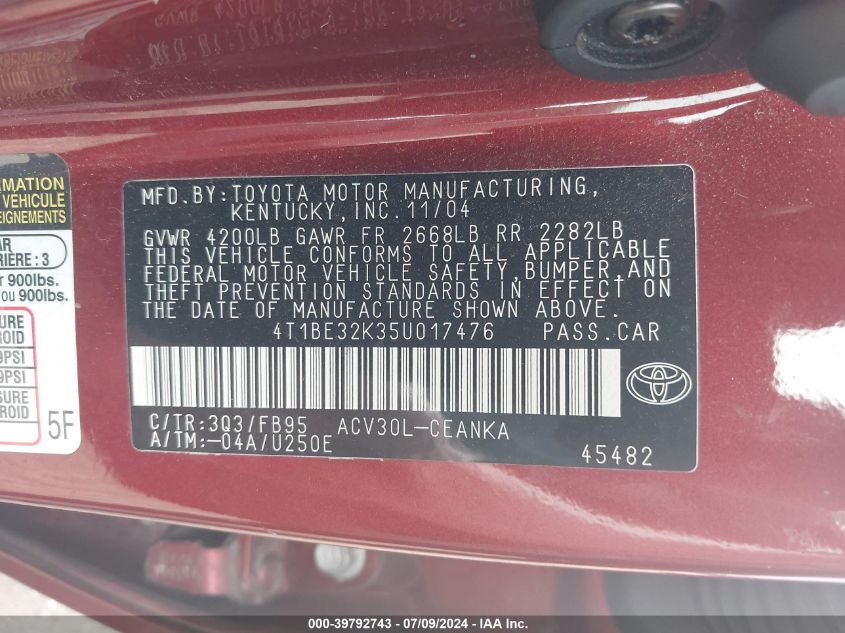 MFD.BY:TOYOTA MOTOR MANUFACTURING,
KENTUCKY,INC.11/04
GVWR 4200LB GAWR FR 2668LB RR 2282LB
THIS VEHICLE CONFORMS TO ALL APPLICABLE
FEDERAL MOTOR VEHICLE SAFETY,BUMPER,AND
THEFT PREVENTION STANDARDS IN EFFECT ON
THE DATE OF MANUFACTURE SHOWN ABOVE.
4T1BE32K35U017476 PASS.CAR
C/TR:3Q3/FB95 ACV30L-CEANKA
A/TM:-04A/U250E
45482
MATION
VEHICLE
EIGNEMENTS
AR
RIÈRE : 3
r 900lbs.
ou 900lbs.
SURE
ROID
9PSI
9PSI
SURE
ROID
5F
000-39792743 / 07/09/2024 - IAA Inc.